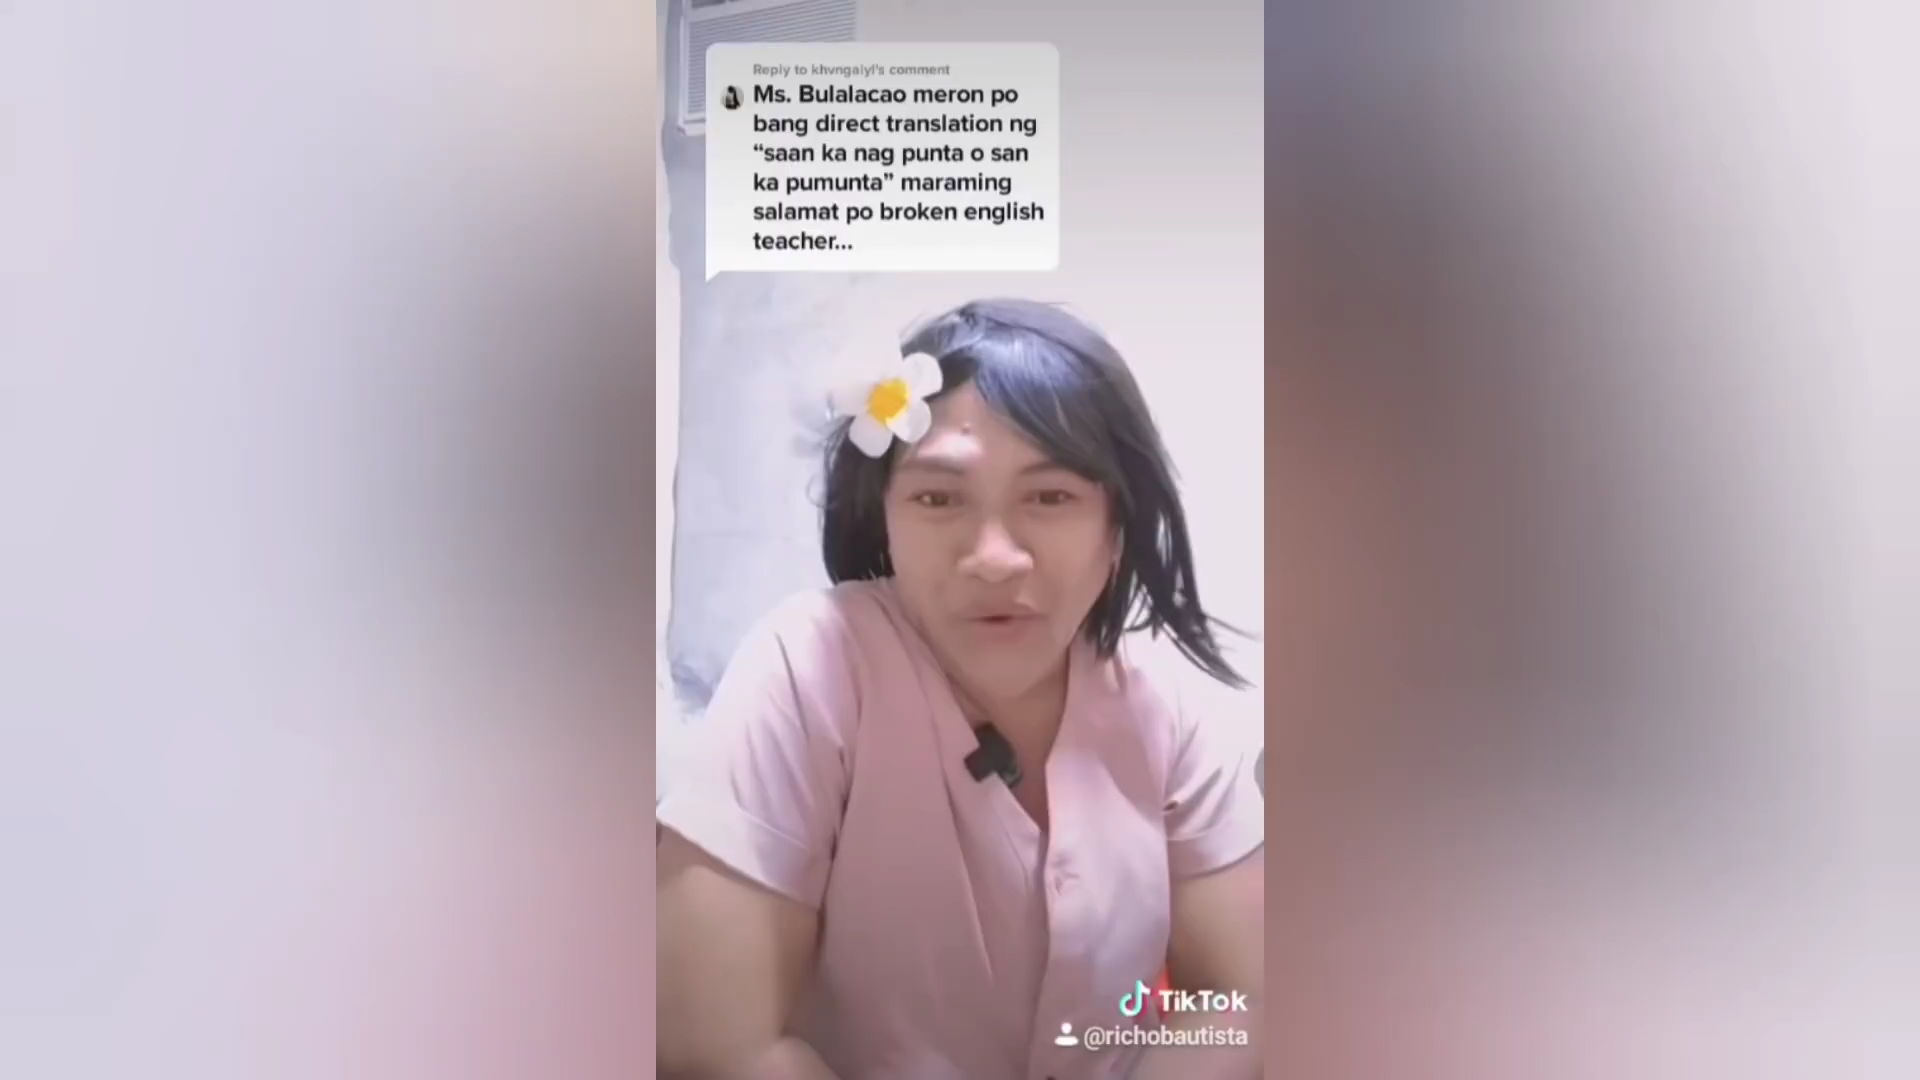 Reply to khvngaiyl's comment
Ms. Bulalacao meron po
bang direct translation ng
“saan ka nag punta o san
ka pumunta” maraming
salamat po broken english
teacher...
TikTok
@richobautista